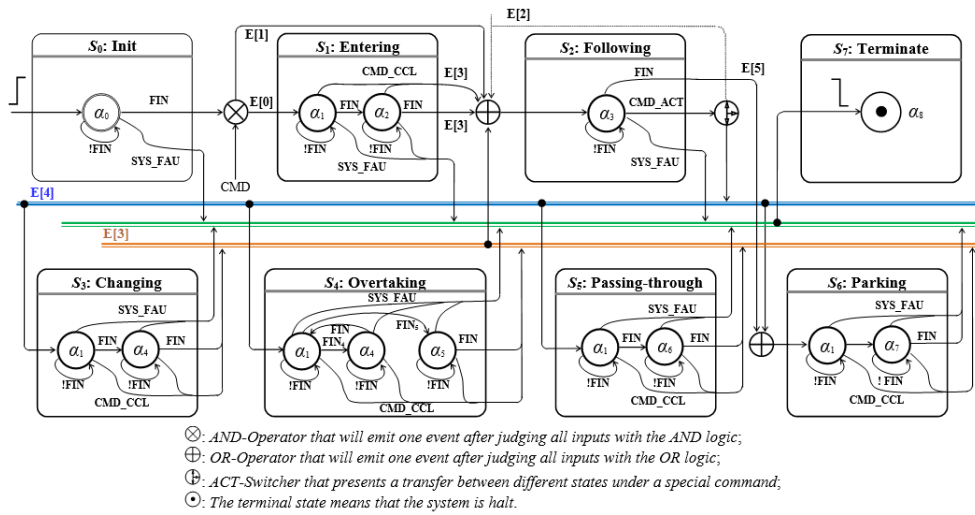 E[2]
E[1]
S₀: Init
S₁: Entering
S₂: Following
S₇: Terminate
CMD_CCL
E[3]
FIN
E[5]
FIN
E[0]
FIN
FIN
E[3]
CMD_ACT
α₀
α₁
α₂
α₃
α₈
!FIN
!FIN
!FIN
!FIN
SYS_FAU
SYS_FAU
SYS_FAU
CMD
E[4]
E[3]
S₃: Changing
S₄: Overtaking
S₅: Passing-through
S₆: Parking
SYS_FAU
SYS_FAU
SYS_FAU
SYS_FAU
FIN
FIN₅
FIN
FIN
FIN₄
FIN
FIN
FIN
FIN
FIN
α₁
α₄
α₁
α₄
α₅
α₁
α₆
α₁
α₇
!FIN
!FIN
!FIN
!FIN
!FIN
!FIN
!FIN
!FIN
! FIN
CMD_CCL
CMD_CCL
CMD_CCL
CMD_CCL
: AND-Operator that will emit one event after judging all inputs with the AND logic;
: OR-Operator that will emit one event after judging all inputs with the OR logic;
: ACT-Switcher that presents a transfer between different states under a special command;
: The terminal state means that the system is halt.